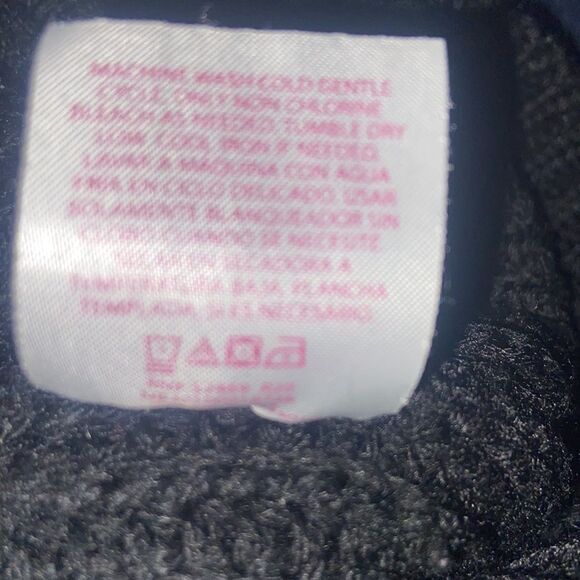 MACHINE WASH COLD GENTLE
CYCLE, ONLY NON-CHLORINE
BLEACH AS NEEDED, TUMBLE DRY
LOW, COOL IRON IF NEEDED.
LAVAR A MAQUINA CON AGUA
FRIA EN CICLO DELICADO, USAR
SOLAMENTE BLANQUEADOR SIN
CLORO CUANDO SE NECESITE
SECAR EN SECADORA A
TEMPERATURA BAJA, PLANCHA
TEMPLADA, SI ES NECESARIO.